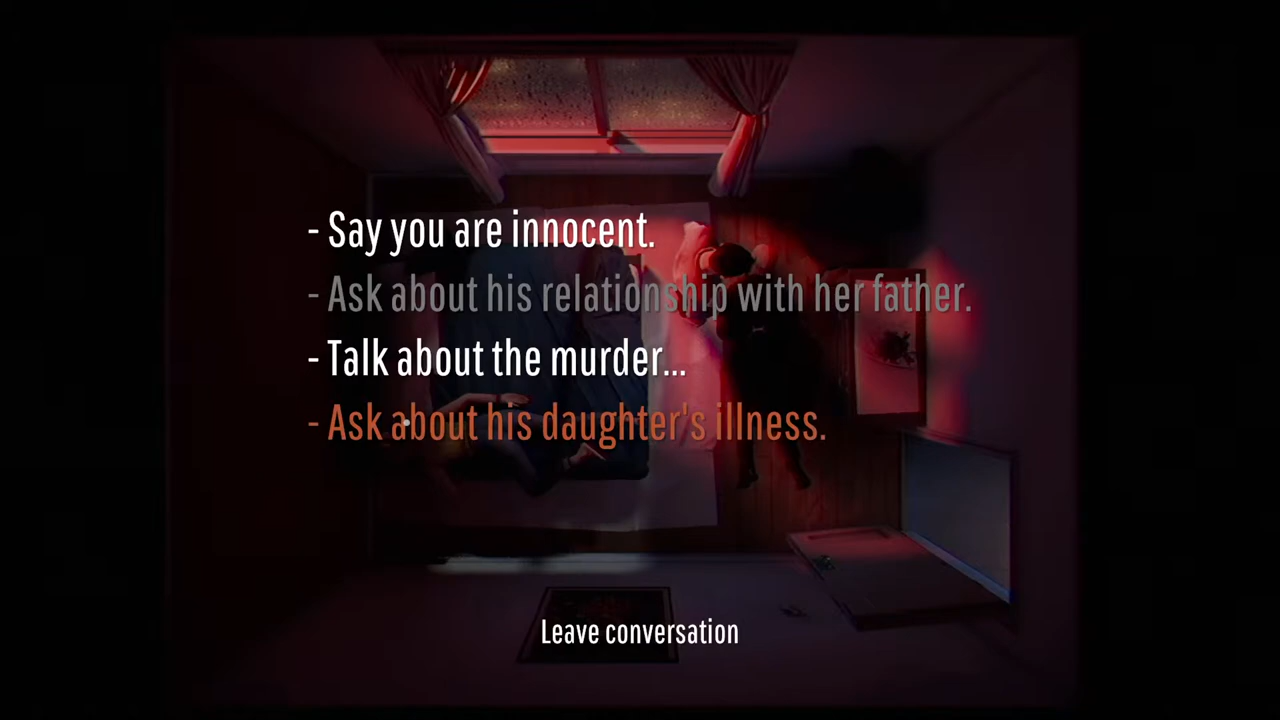 - Say you are innocent.
- Ask about his relationship with her father.
- Talk about the murder...
- Ask about his daughter's illness.
Leave conversation